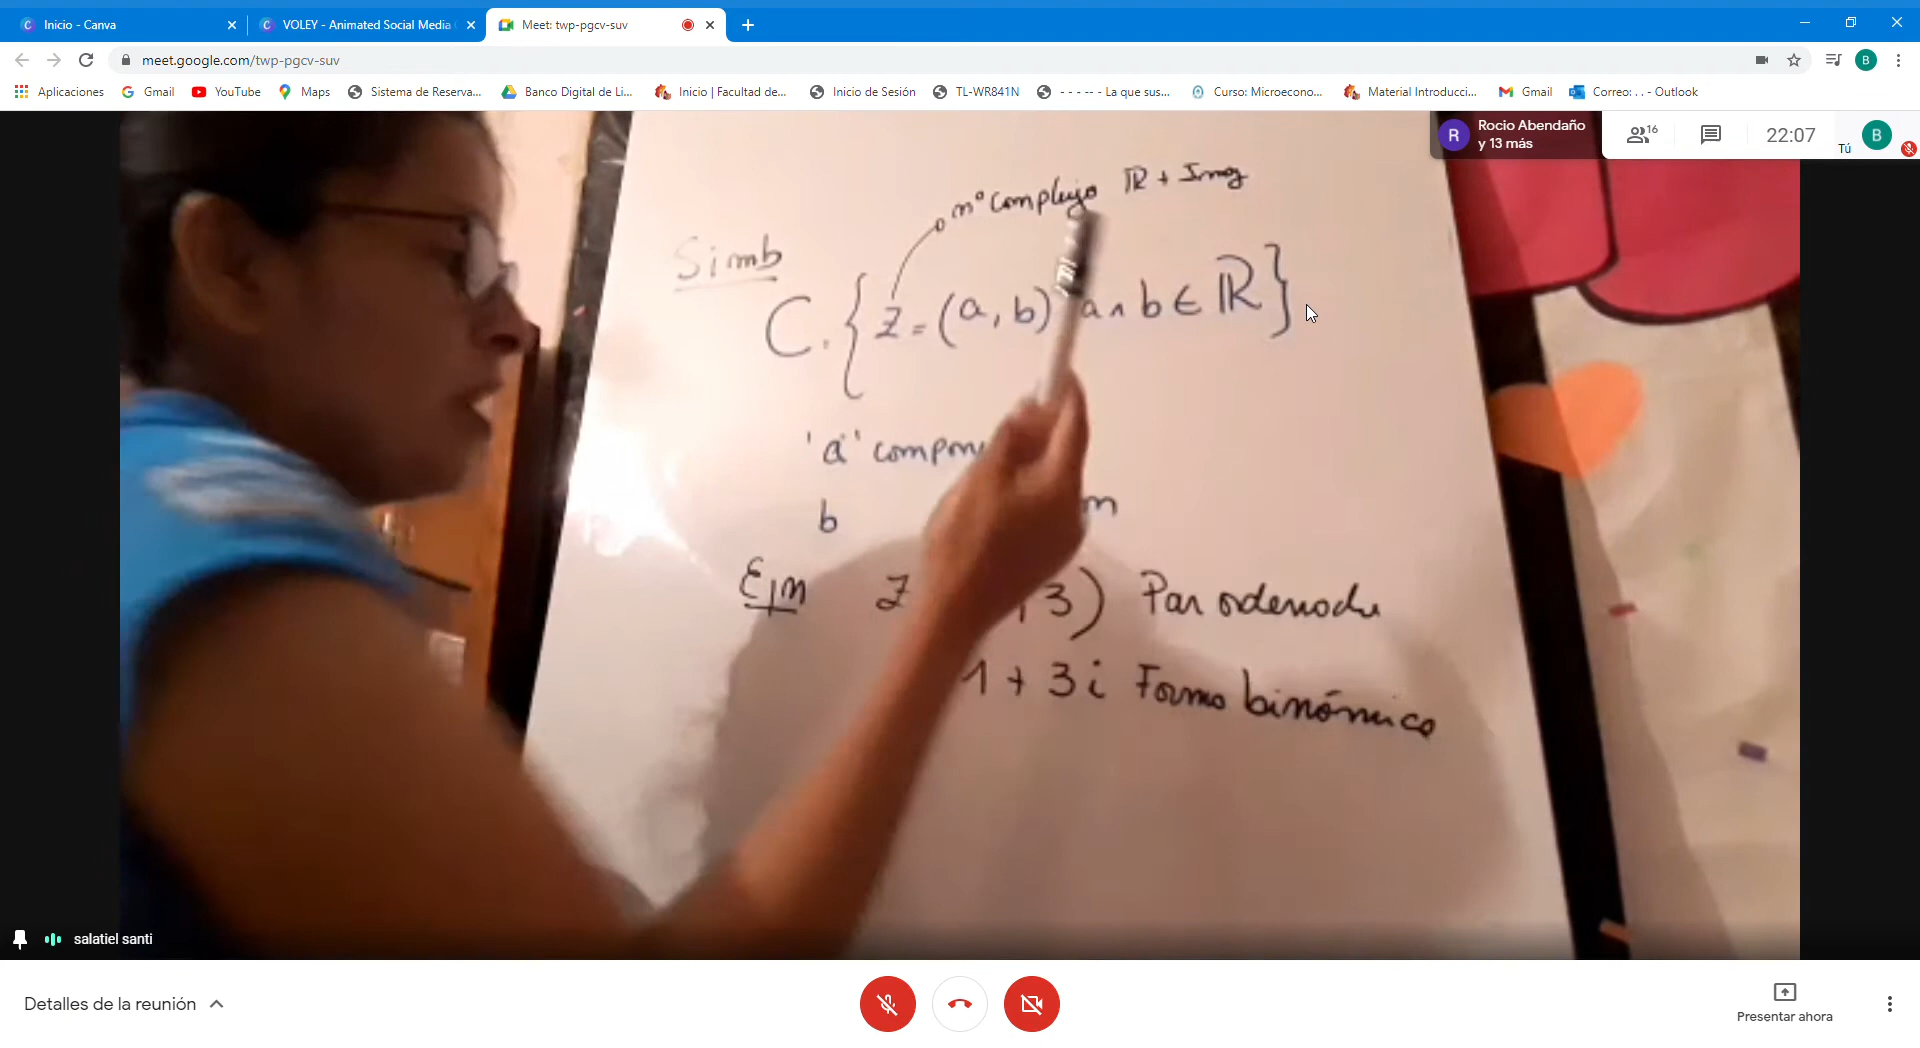 Inicio - Canva
VOLEY - Animated Social Media
Meet: twp-pgcv-suv
meet.google.com/twp-pgcv-suv
B
Aplicaciones
Gmail
YouTube
Maps
Sistema de Reserva...
Banco Digital de Li...
Inicio | Facultad de...
Inicio de Sesión
TL-WR841N
- - - -- - La que sus...
Curso: Microecono...
Material Introducci...
Gmail
Correo: . . - Outlook
R
Rocio Abendaño
y 13 más
16
22:07
Tú
B
n° Complejo ℝ + Imag
Simb
C. { Z = (a, b) a ∧ b ∈ ℝ }
'a' compon
b
m
Ejm Z , 3) Par ordenado
1 + 3i Forma binómica
salatiel santi
Detalles de la reunión
Presentar ahora